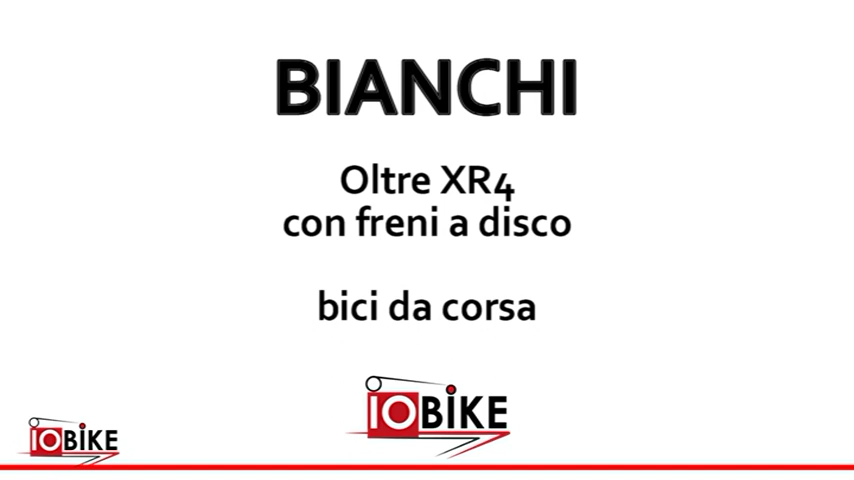 BIANCHI
Oltre XR4
con freni a disco
bici da corsa
iOBiKE
iOBiKE